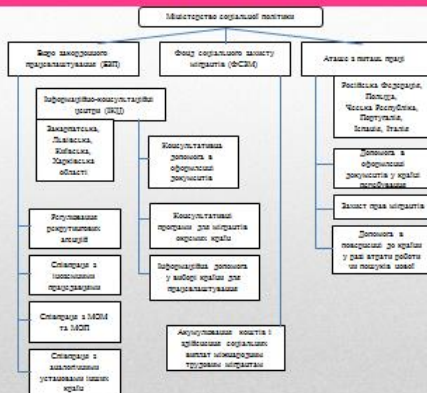 Міністерство соціальної політики
Бюро закордонного
працевлаштування (БЗП)
Фонд соціального захисту
мігрантів (ФСЗМ)
Аташе з питань праці
Інформаційно-консультаційні
центри (ІКЦ)
Закарпатська,
Львівська,
Київська,
Харківська
області
Консультативна
допомога в
оформленні
документів
Російська Федерація,
Польща,
Чеська Республіка,
Португалія,
Іспанія, Італія
Допомога в
оформленні
документів у країні
перебування
Регулювання
рекрутингових
агенцій
Консультативні
програми для мігрантів
окремих країн
Захист прав мігрантів
Співпраця з
іноземними
працедавцями
Інформаційна допомога
у виборі країни для
працевлаштування
Допомога в
поверненні до країни
у разі втрати роботи
чи пошуків нової
Співпраця з МОМ
та МОП
Співпраця з
аналогічними
установами інших
країн
Акумулювання коштів і
здійснення соціальних
виплат міжнародним
трудовим мігрантам